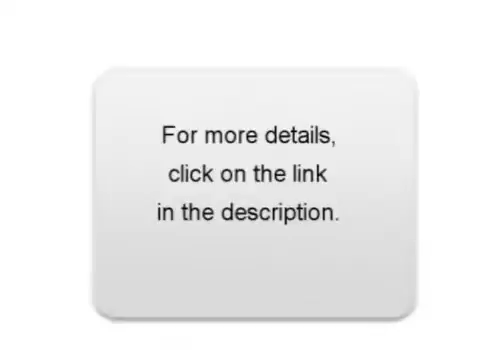 For more details,
click on the link
in the description.